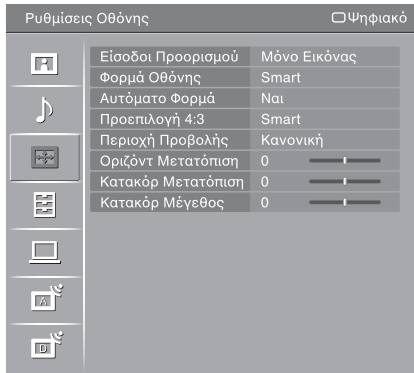 Ρυθμίσεις Οθόνης Ψηφιακό
Είσοδοι Προορισμού Μόνο Εικόνας
Φορμά Οθόνης Smart
Αυτόματο Φορμά Ναι
Προεπιλογή 4:3 Smart
Περιοχή Προβολής Κανονική
Οριζόντ Μετατόπιση 0
Κατακόρ Μετατόπιση 0
Κατακόρ Μέγεθος 0
A
D